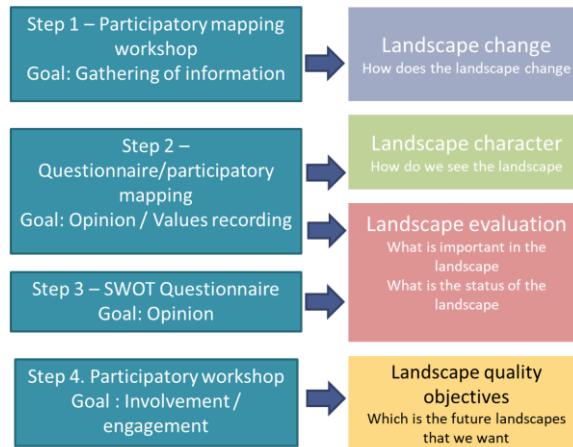 Step 1 – Participatory mapping
workshop
Goal: Gathering of information
Landscape change
How does the landscape change
Step 2 –
Questionnaire/participatory
mapping
Goal: Opinion / Values recording
Landscape character
How do we see the landscape
Landscape evaluation
What is important in the
landscape
What is the status of the
landscape
Step 3 – SWOT Questionnaire
Goal: Opinion
Step 4. Participatory workshop
Goal : Involvement /
engagement
Landscape quality
objectives
Which is the future landscapes
that we want